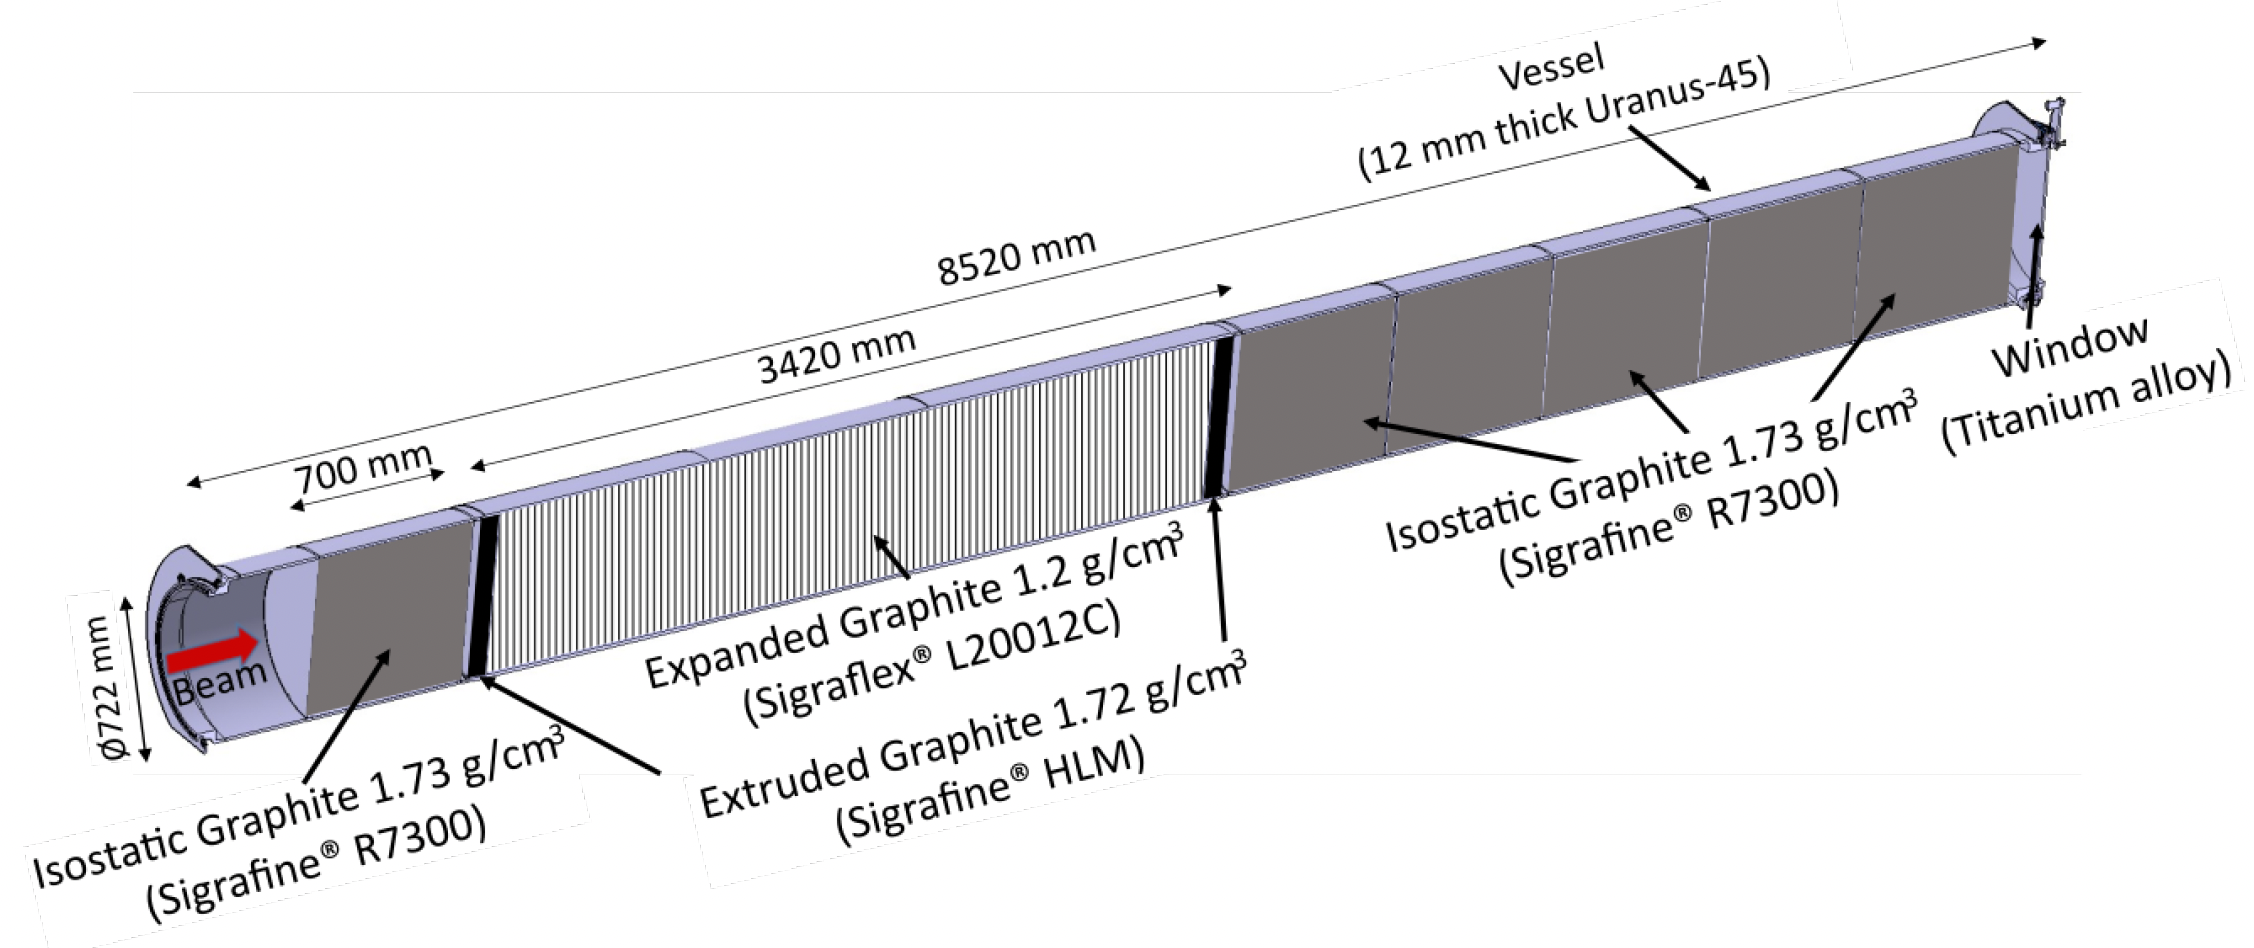 Vessel
(12 mm thick Uranus-45)
8520 mm
3420 mm
700 mm
Ø722 mm
Beam
Window
(Titanium alloy)
Isostatic Graphite 1.73 g/cm³
(Sigrafine® R7300)
Expanded Graphite 1.2 g/cm³
(Sigraflex® L20012C)
Extruded Graphite 1.72 g/cm³
(Sigrafine® HLM)
Isostatic Graphite 1.73 g/cm³
(Sigrafine® R7300)